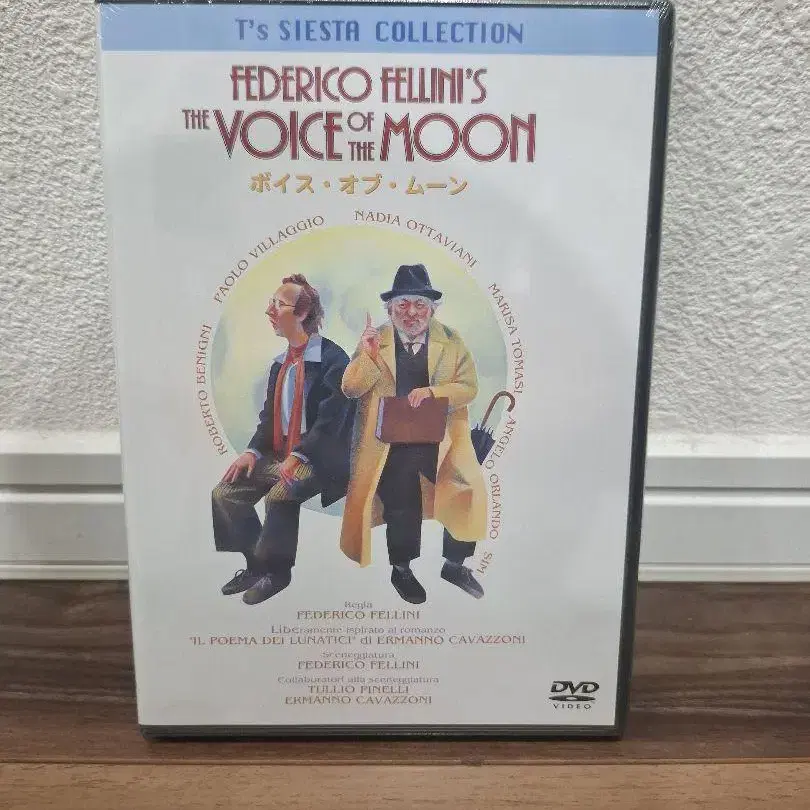 T's SIESTA COLLECTION
FEDERICO FELLINI'S
THE VOICE OF THE MOON
ボイス・オブ・ムーン
ROBERTO BENIGNI PAOLO VILLAGGIO NADIA OTTAVIANI MARISA TOMASI ANGELO ORLANDO SIM
Regia
FEDERICO FELLINI
Liberamente ispirato al romanzo
"IL POEMA DEI LUNATICI" di ERMANNO CAVAZZONI
Sceneggiatura
FEDERICO FELLINI
Collaboratori alla sceneggiatura
TULLIO PINELLI
ERMANNO CAVAZZONI
DVD
VIDEO